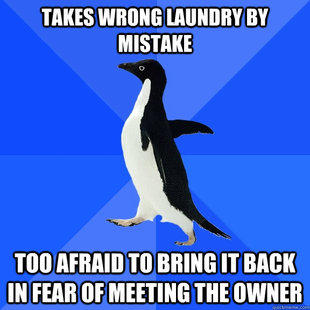 TAKES WRONG LAUNDRY BY
MISTAKE
TOO AFRAID TO BRING IT BACK
IN FEAR OF MEETING THE OWNER